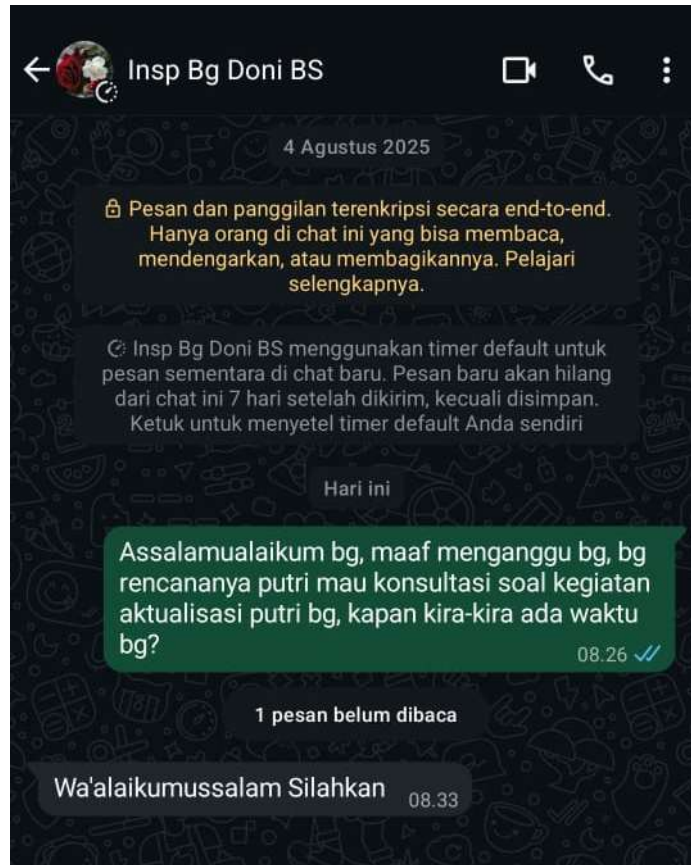 Insp Bg Doni BS
4 Agustus 2025
Pesan dan panggilan terenkripsi secara end-to-end.
Hanya orang di chat ini yang bisa membaca,
mendengarkan, atau membagikannya. Pelajari
selengkapnya.
Insp Bg Doni BS menggunakan timer default untuk
pesan sementara di chat baru. Pesan baru akan hilang
dari chat ini 7 hari setelah dikirim, kecuali disimpan.
Ketuk untuk menyetel timer default Anda sendiri
Hari ini
Assalamualaikum bg, maaf menganggu bg, bg
rencananya putri mau konsultasi soal kegiatan
aktualisasi putri bg, kapan kira-kira ada waktu
bg?
08.26
1 pesan belum dibaca
Wa'alaikumussalam Silahkan 08.33